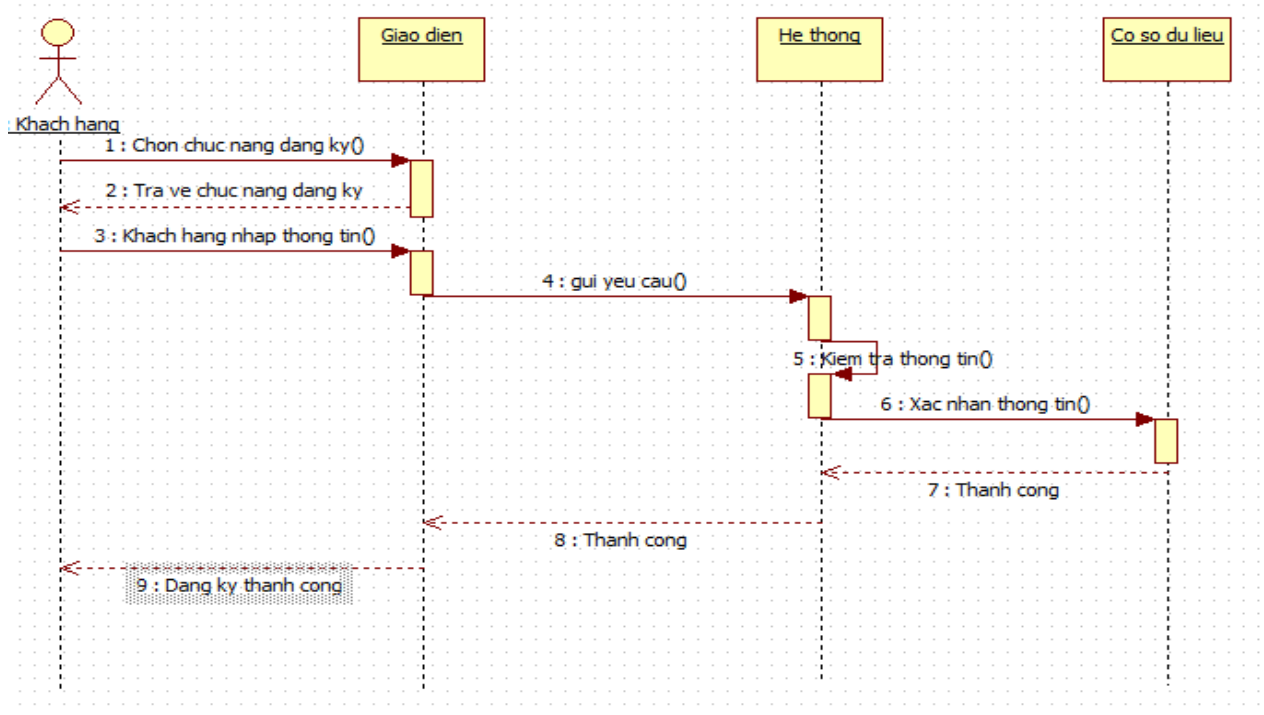 Giao dien
He thong
Co so du lieu
: Khach hang
1 : Chon chuc nang dang ky()
2 : Tra ve chuc nang dang ky
3 : Khach hang nhap thong tin()
4 : gui yeu cau()
5 : Kiem tra thong tin()
6 : Xac nhan thong tin()
7 : Thanh cong
8 : Thanh cong
9 : Dang ky thanh cong